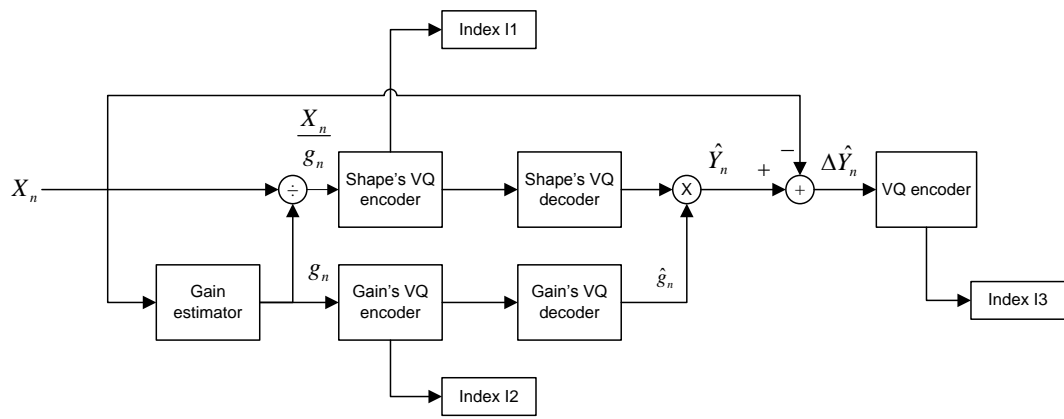 Index I1
X_n
g_n
−
Ŷ_n
+
ΔŶ_n
X_n
÷
Shape's VQ
encoder
Shape's VQ
decoder
X
+
VQ encoder
g_n
ĝ_n
Gain
estimator
Gain's VQ
encoder
Gain's VQ
decoder
Index I3
Index I2